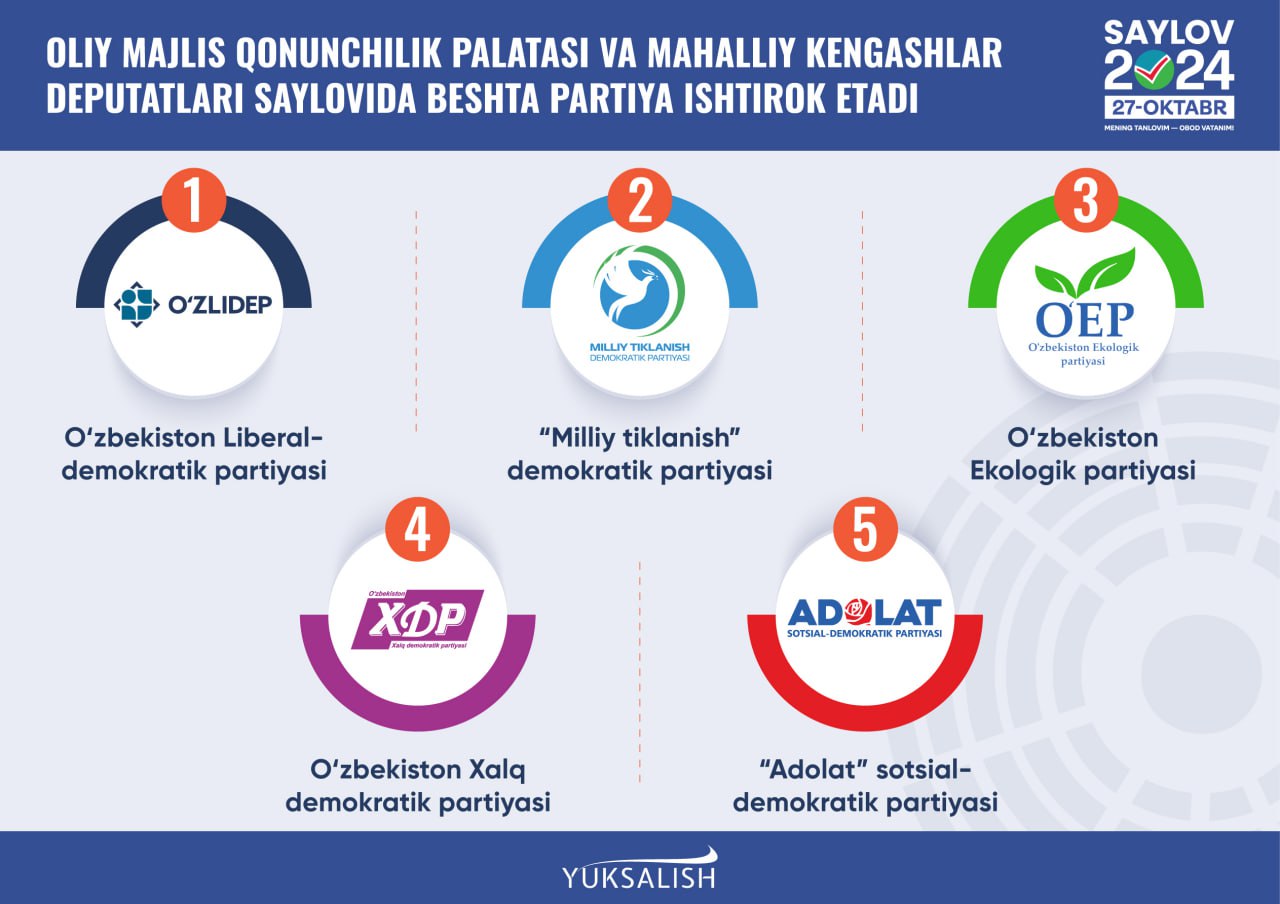 OLIY MAJLIS QONUNCHILIK PALATASI VA MAHALLIY KENGASHLAR
DEPUTATLARI SAYLOVIDA BESHTA PARTIYA ISHTIROK ETADI
SAYLOV
2024
27-OKTABR
MENING TANLOVIM — OBOD VATANIM!
1
O‘ZLIDEP
O‘zbekiston Liberal-
demokratik partiyasi
2
MILLIY TIKLANISH
DEMOKRATIK PARTIYASI
“Milliy tiklanish”
demokratik partiyasi
3
O‘EP
O'zbekiston Ekologik
partiyasi
O‘zbekiston
Ekologik partiyasi
4
O'zbekiston
XDP
Xalq demokratik partiyasi
O‘zbekiston Xalq
demokratik partiyasi
5
ADOLAT
SOTSIAL-DEMOKRATIK PARTIYASI
“Adolat” sotsial-
demokratik partiyasi
YUKSALISH